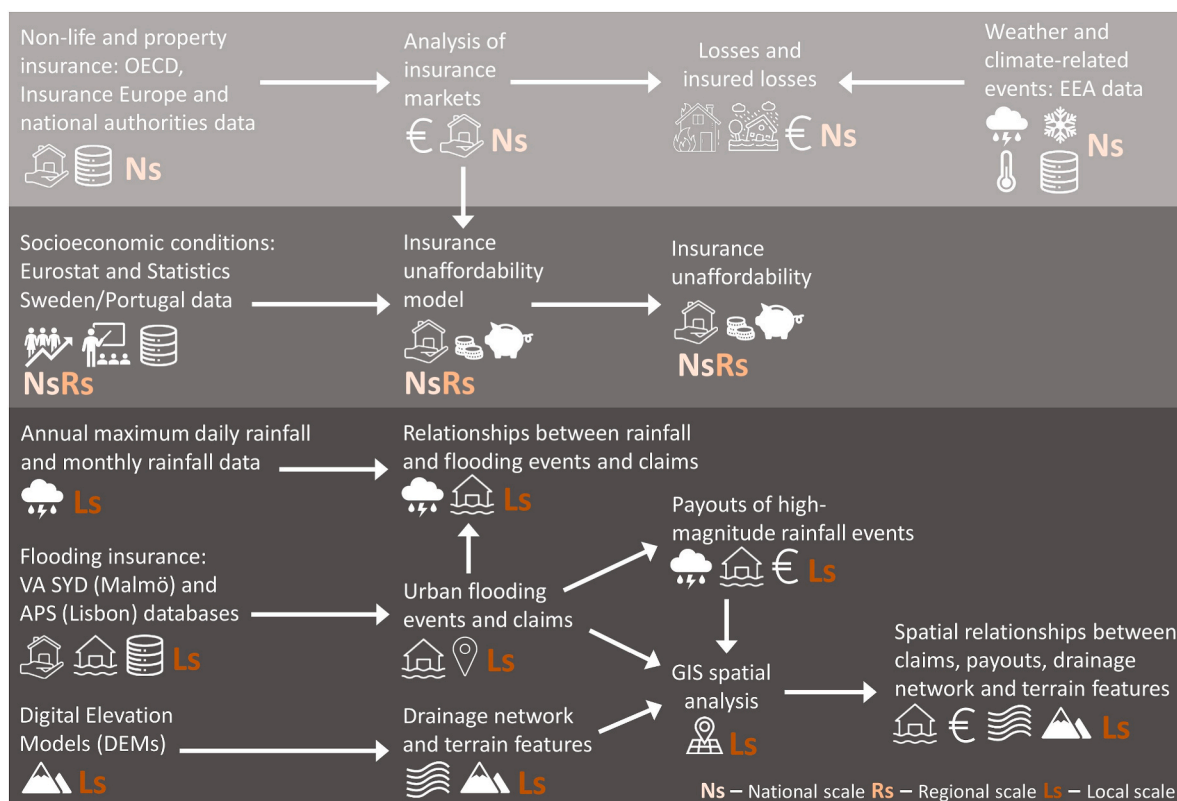 Non-life and property
insurance: OECD,
Insurance Europe and
national authorities data
Ns
Analysis of
insurance
markets
€ Ns
Losses and
insured losses
€ Ns
Weather and
climate-related
events: EEA data
Ns
Socioeconomic conditions:
Eurostat and Statistics
Sweden/Portugal data
NsRs
Insurance
unaffordability
model
NsRs
Insurance
unaffordability
NsRs
Annual maximum daily rainfall
and monthly rainfall data
Ls
Relationships between rainfall
and flooding events and claims
Ls
Payouts of high-
magnitude rainfall events
€ Ls
Flooding insurance:
VA SYD (Malmö) and
APS (Lisbon) databases
Ls
Urban flooding
events and claims
Ls
GIS spatial
analysis
Ls
Spatial relationships between
claims, payouts, drainage
network and terrain features
€ Ls
Digital Elevation
Models (DEMs)
Ls
Drainage network
and terrain features
Ls
Ns – National scale Rs – Regional scale Ls – Local scale